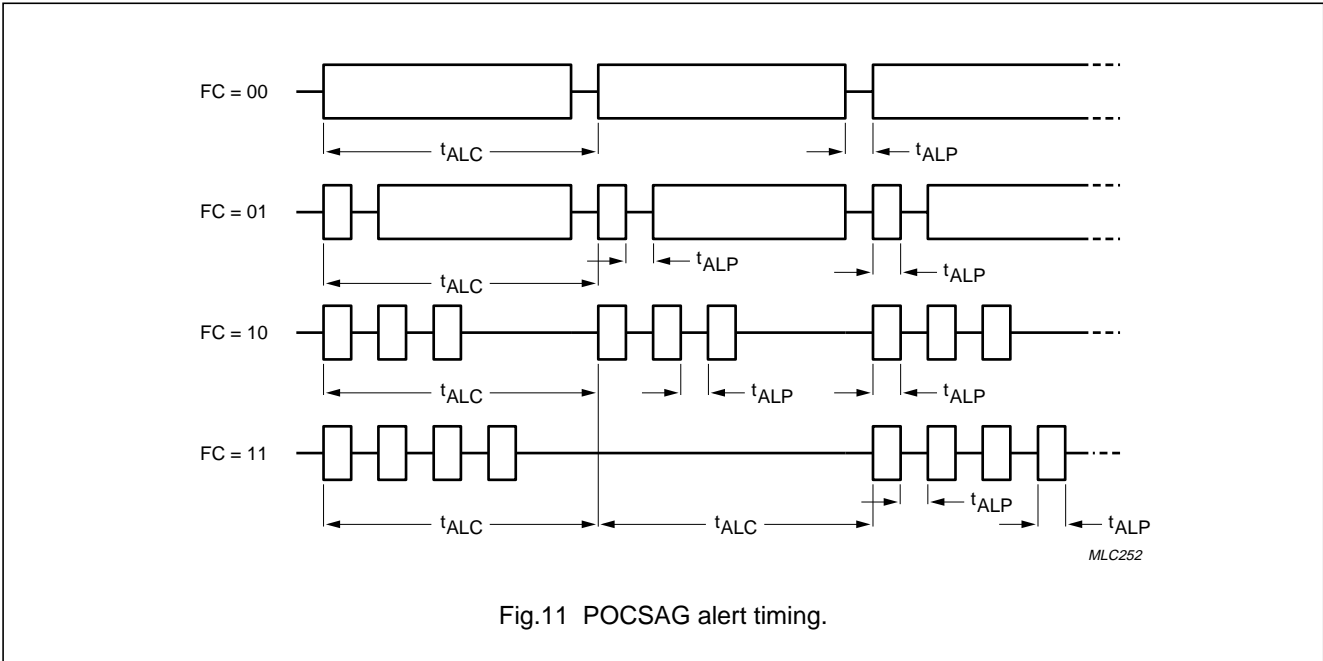 FC = 00
tALC
tALP
FC = 01
tALP
tALP
tALC
FC = 10
tALC
tALP
tALP
FC = 11
tALP
tALC
tALC
tALP
MLC252
Fig.11 POCSAG alert timing.